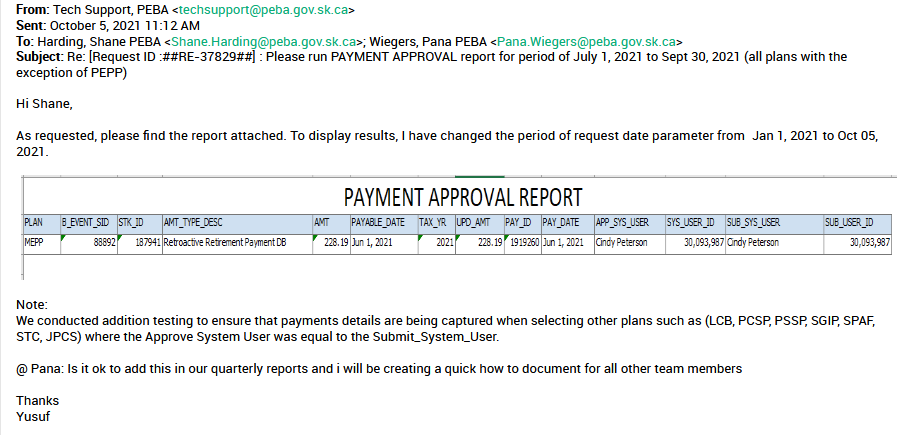 From: Tech Support, PEBA <techsupport@peba.gov.sk.ca>
Sent: October 5, 2021 11:12 AM
To: Harding, Shane PEBA <Shane.Harding@peba.gov.sk.ca>; Wiegers, Pana PEBA <Pana.Wiegers@peba.gov.sk.ca>
Subject: Re: [Request ID :##RE-37829##] : Please run PAYMENT APPROVAL report for period of July 1, 2021 to Sept 30, 2021 (all plans with the
exception of PEPP)
Hi Shane,
As requested, please find the report attached. To display results, I have changed the period of request date parameter from  Jan 1, 2021 to Oct 05,
2021.
PAYMENT APPROVAL REPORT
PLAN B_EVENT_SID STK_ID AMT_TYPE_DESC AMT PAYABLE_DATE TAX_YR UPD_AMT PAY_ID PAY_DATE APP_SYS_USER SYS_USER_ID SUB_SYS_USER SUB_USER_ID
MEPP 88892 187941 Retroactive Retirement Payment DB 228.19 Jun 1, 2021 2021 228.19 1919260 Jun 1, 2021 Cindy Peterson 30,093,987 Cindy Peterson 30,093,987
Note:
We conducted addition testing to ensure that payments details are being captured when selecting other plans such as (LCB, PCSP, PSSP, SGIP, SPAF,
STC, JPCS) where the Approve System User was equal to the Submit_System_User.
@ Pana: Is it ok to add this in our quarterly reports and i will be creating a quick how to document for all other team members
Thanks
Yusuf